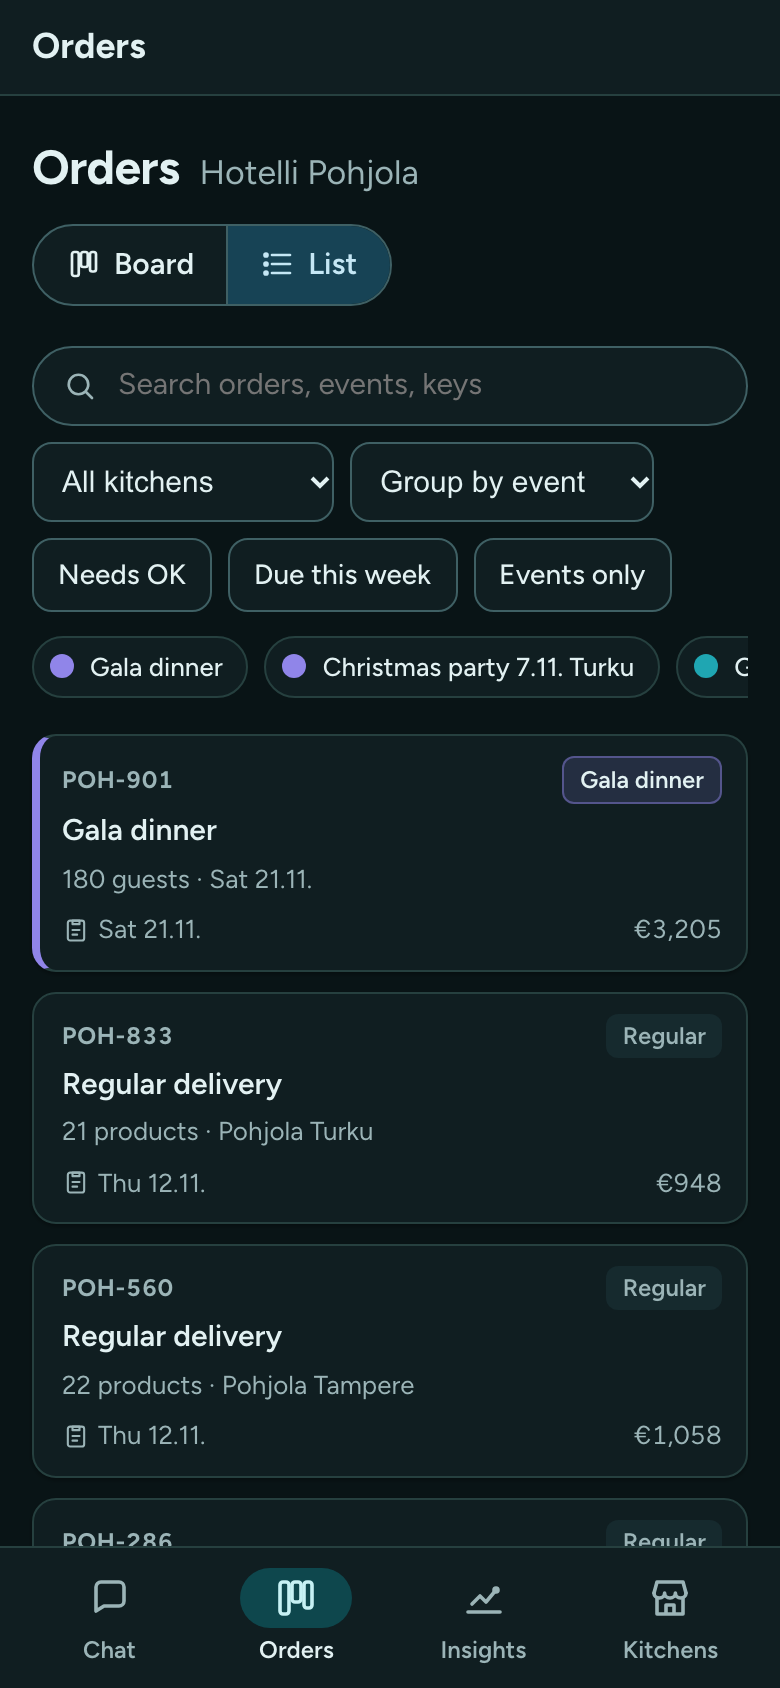 Orders
Orders Hotelli Pohjola
Board List
Search orders, events, keys
All kitchens Group by event
Needs OK Due this week Events only
Gala dinner Christmas party 7.11. Turku
POH-901 Gala dinner
Gala dinner
180 guests · Sat 21.11.
Sat 21.11. €3,205
POH-833 Regular
Regular delivery
21 products · Pohjola Turku
Thu 12.11. €948
POH-560 Regular
Regular delivery
22 products · Pohjola Tampere
Thu 12.11. €1,058
POH-286 Regular
Chat Orders Insights Kitchens